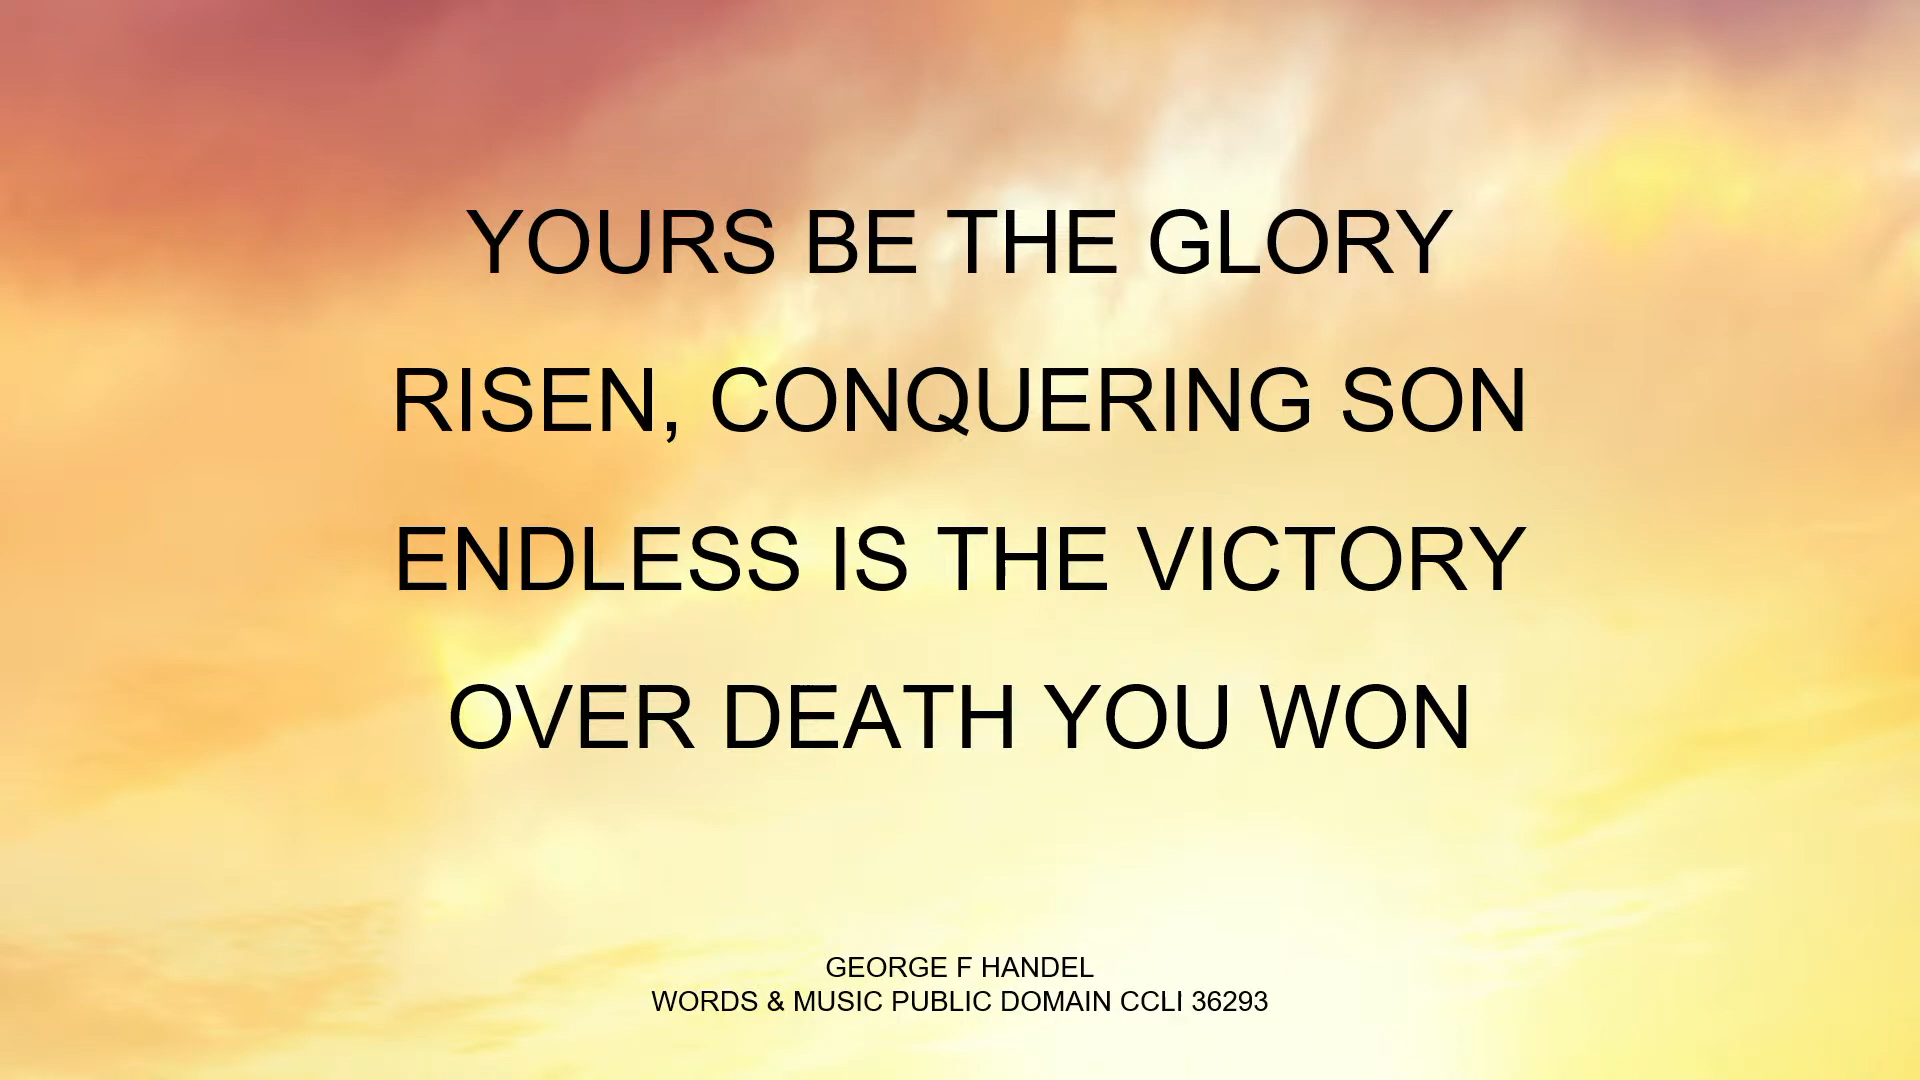 YOURS BE THE GLORY
RISEN, CONQUERING SON
ENDLESS IS THE VICTORY
OVER DEATH YOU WON
GEORGE F HANDEL
WORDS & MUSIC PUBLIC DOMAIN CCLI 36293